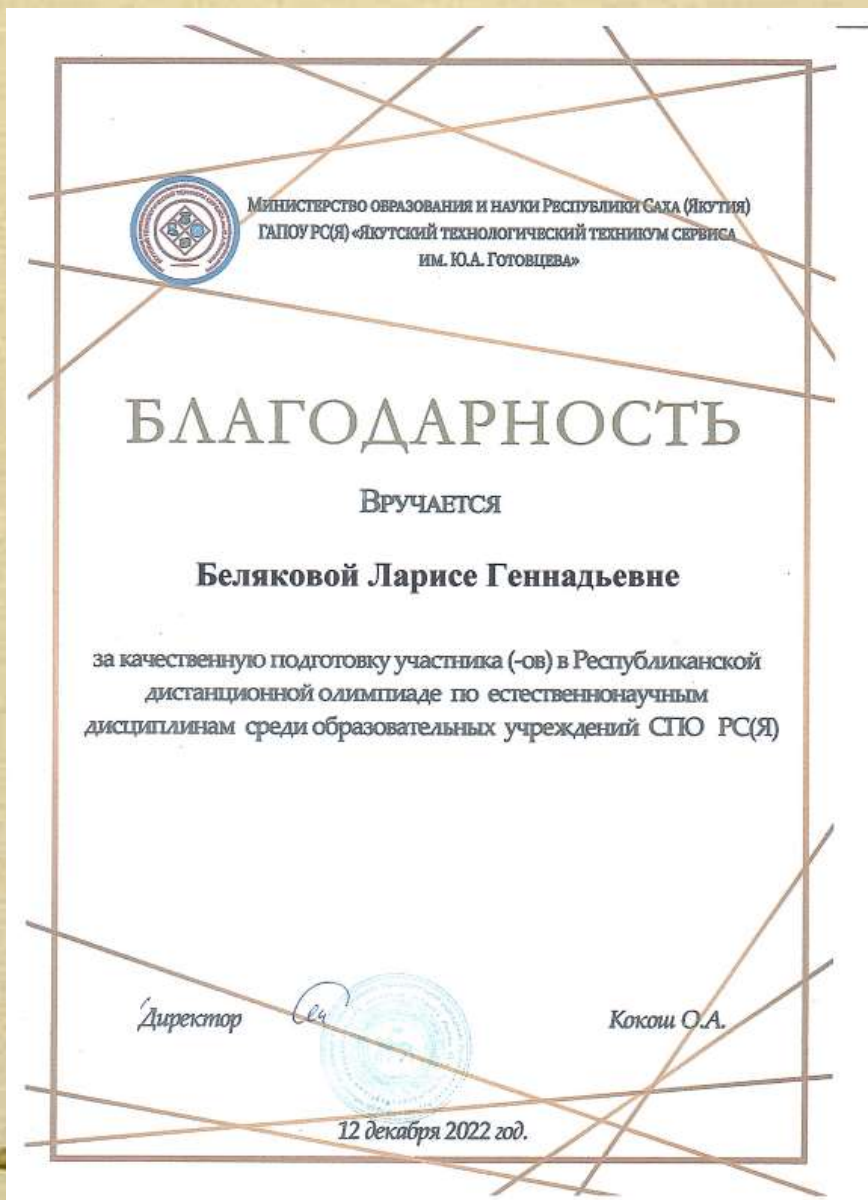 Министерство образования и науки Республики Саха (Якутия)
ГАПОУ РС(Я) «Якутский технологический техникум сервиса
им. Ю.А. Готовцева»
БЛАГОДАРНОСТЬ
Вручается
Беляковой Ларисе Геннадьевне
за качественную подготовку участника (-ов) в Республиканской
дистанционной олимпиаде по естественнонаучным
дисциплинам среди образовательных учреждений СПО РС(Я)
Директор Кокош О.А.
12 декабря 2022 год.